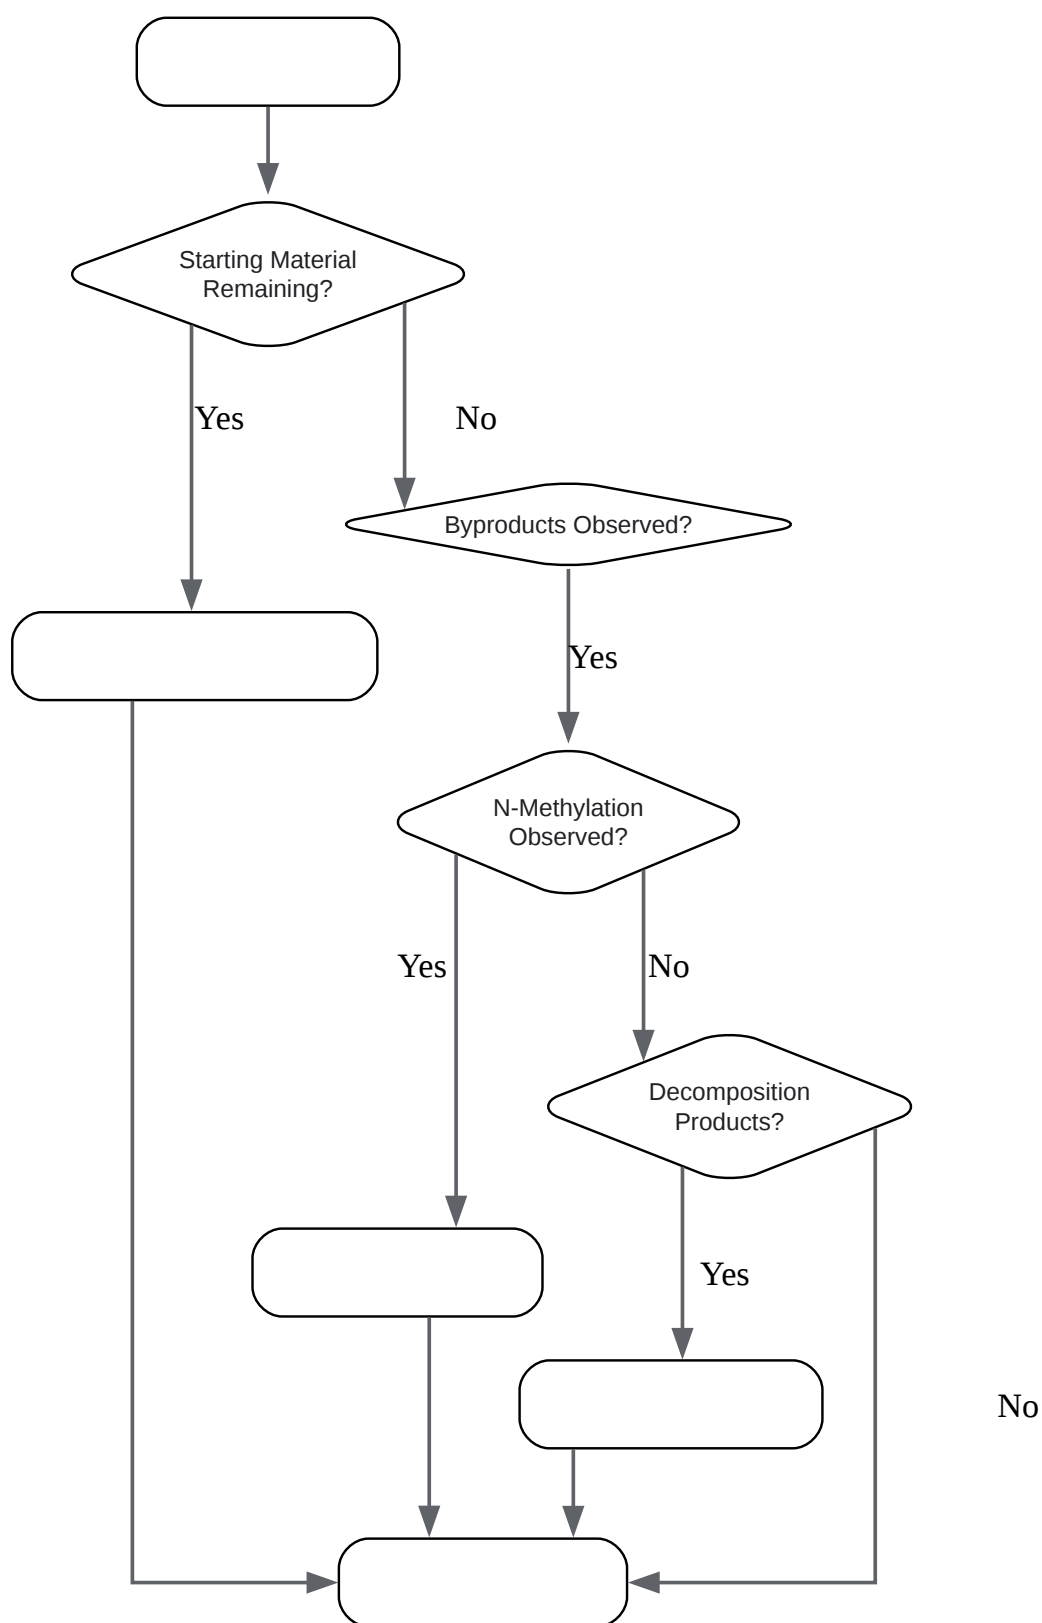 Starting Material
Remaining?
Yes
No
Byproducts Observed?
Yes
N-Methylation
Observed?
Yes
No
Decomposition
Products?
Yes
No